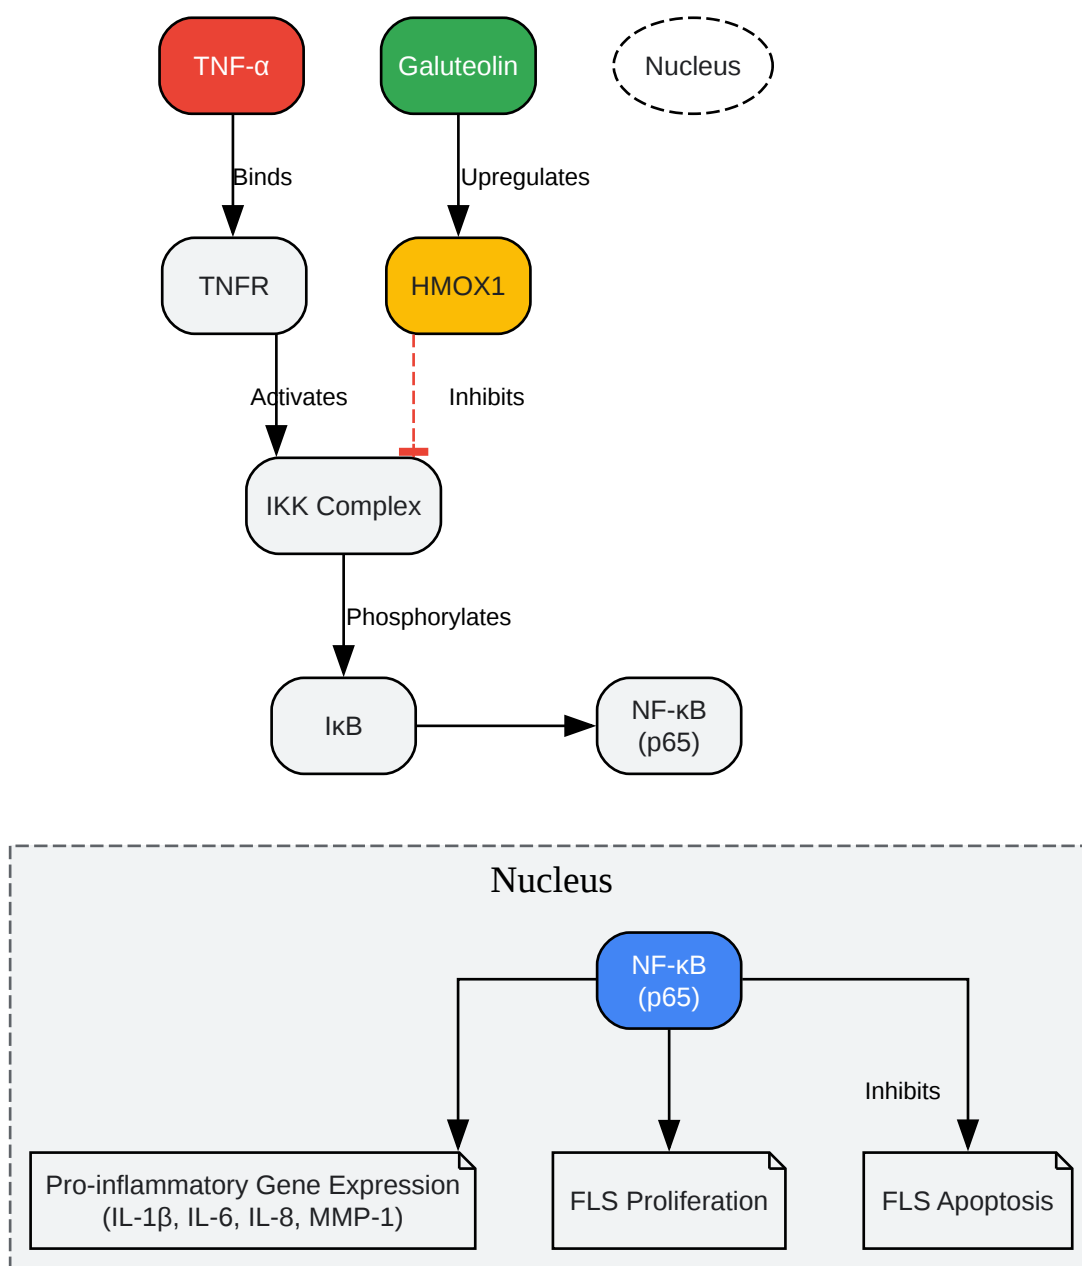 TNF-α
Galuteolin
Nucleus
Binds
Upregulates
TNFR
HMOX1
Activates
Inhibits
IKK Complex
Phosphorylates
IκB
NF-κB
(p65)
Nucleus
NF-κB
(p65)
Inhibits
Pro-inflammatory Gene Expression
(IL-1β, IL-6, IL-8, MMP-1)
FLS Proliferation
FLS Apoptosis